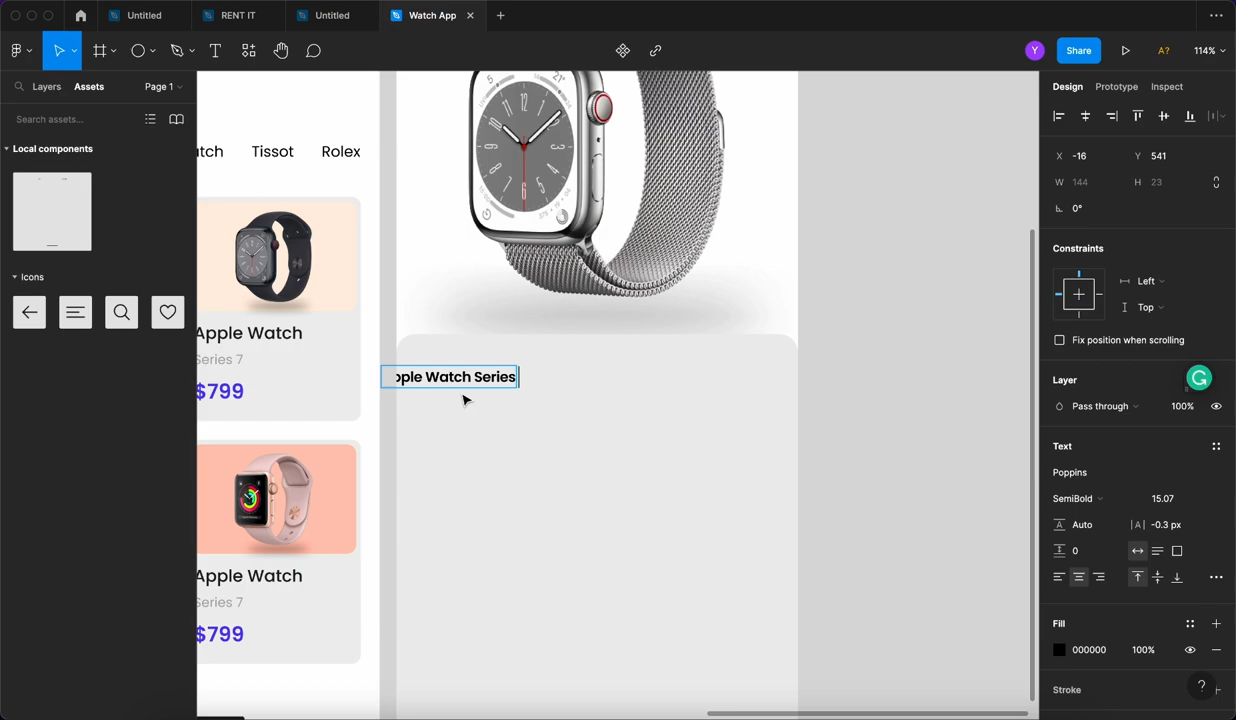 Untitled
RENT IT
Untitled
Watch App
Y
Share
A?
114%
Layers
Assets
Page 1
Search assets...
Local components
Icons
atch
Tissot
Rolex
Apple Watch
Series 7
$799
Apple Watch
Series 7
$799
pple Watch Series
Design
Prototype
Inspect
X -16
Y 541
W 144
H 23
0°
Constraints
Left
Top
Fix position when scrolling
Layer
Pass through
100%
Text
Poppins
SemiBold
15.07
A Auto
|A| -0.3 px
0
Fill
000000
100%
Stroke
?